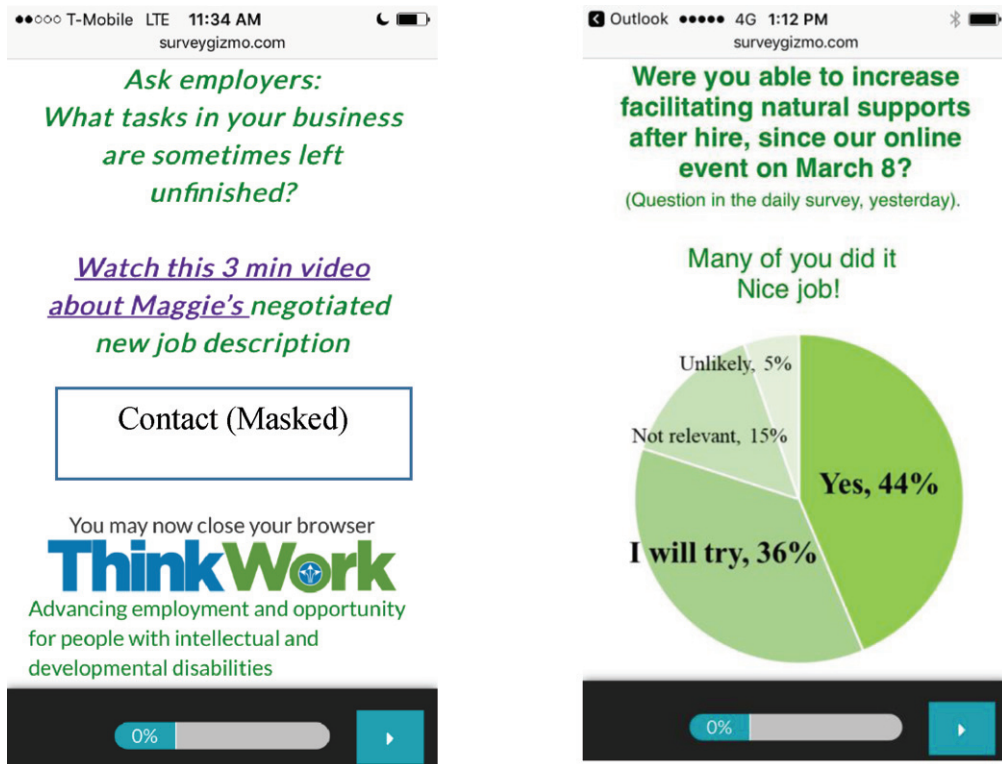 T-Mobile LTE 11:34 AM
surveygizmo.com
Ask employers:
What tasks in your business
are sometimes left
unfinished?
Watch this 3 min video
about Maggie's negotiated
new job description
Contact (Masked)
You may now close your browser
ThinkWork
Advancing employment and opportunity
for people with intellectual and
developmental disabilities
0%
Outlook 4G 1:12 PM
surveygizmo.com
Were you able to increase
facilitating natural supports
after hire, since our online
event on March 8?
(Question in the daily survey, yesterday).
Many of you did it
Nice job!
Unlikely, 5%
Not relevant, 15%
Yes, 44%
I will try, 36%
0%